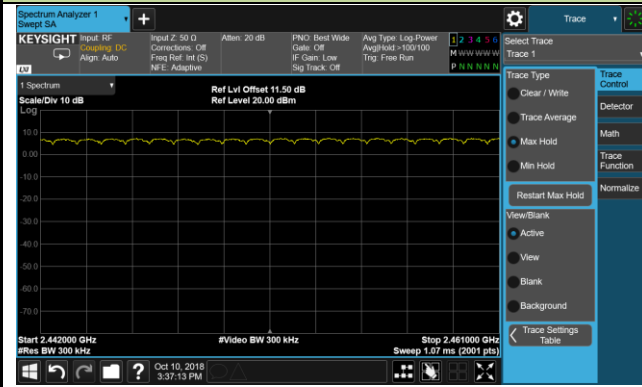 Spectrum Analyzer 1
Swept SA
Trace
KEYSIGHT
Input: RF
Coupling: DC
Align: Auto
Input Z: 50 Ω
Corrections: Off
Freq Ref: Int (S)
NFE: Adaptive
Atten: 20 dB
PNO: Best Wide
Gate: Off
IF Gain: Low
Sig Track: Off
Avg Type: Log-Power
Avg|Hold:>100/100
Trig: Free Run
1 2 3 4 5 6
M W W W W W
P N N N N N
LXI
Select Trace
Trace 1
1 Spectrum
Scale/Div 10 dB
Ref Lvl Offset 11.50 dB
Ref Level 20.00 dBm
Log
10.0
0.00
-10.0
-20.0
-30.0
-40.0
-50.0
-60.0
-70.0
Start 2.442000 GHz
#Res BW 300 kHz
#Video BW 300 kHz
Stop 2.461000 GHz
Sweep 1.07 ms (2001 pts)
Trace Type
Clear / Write
Trace Average
Max Hold
Min Hold
Restart Max Hold
View/Blank
Active
View
Blank
Background
Trace Settings
Table
Trace
Control
Detector
Math
Trace
Function
Normalize
?
Oct 10, 2018
3:37:13 PM